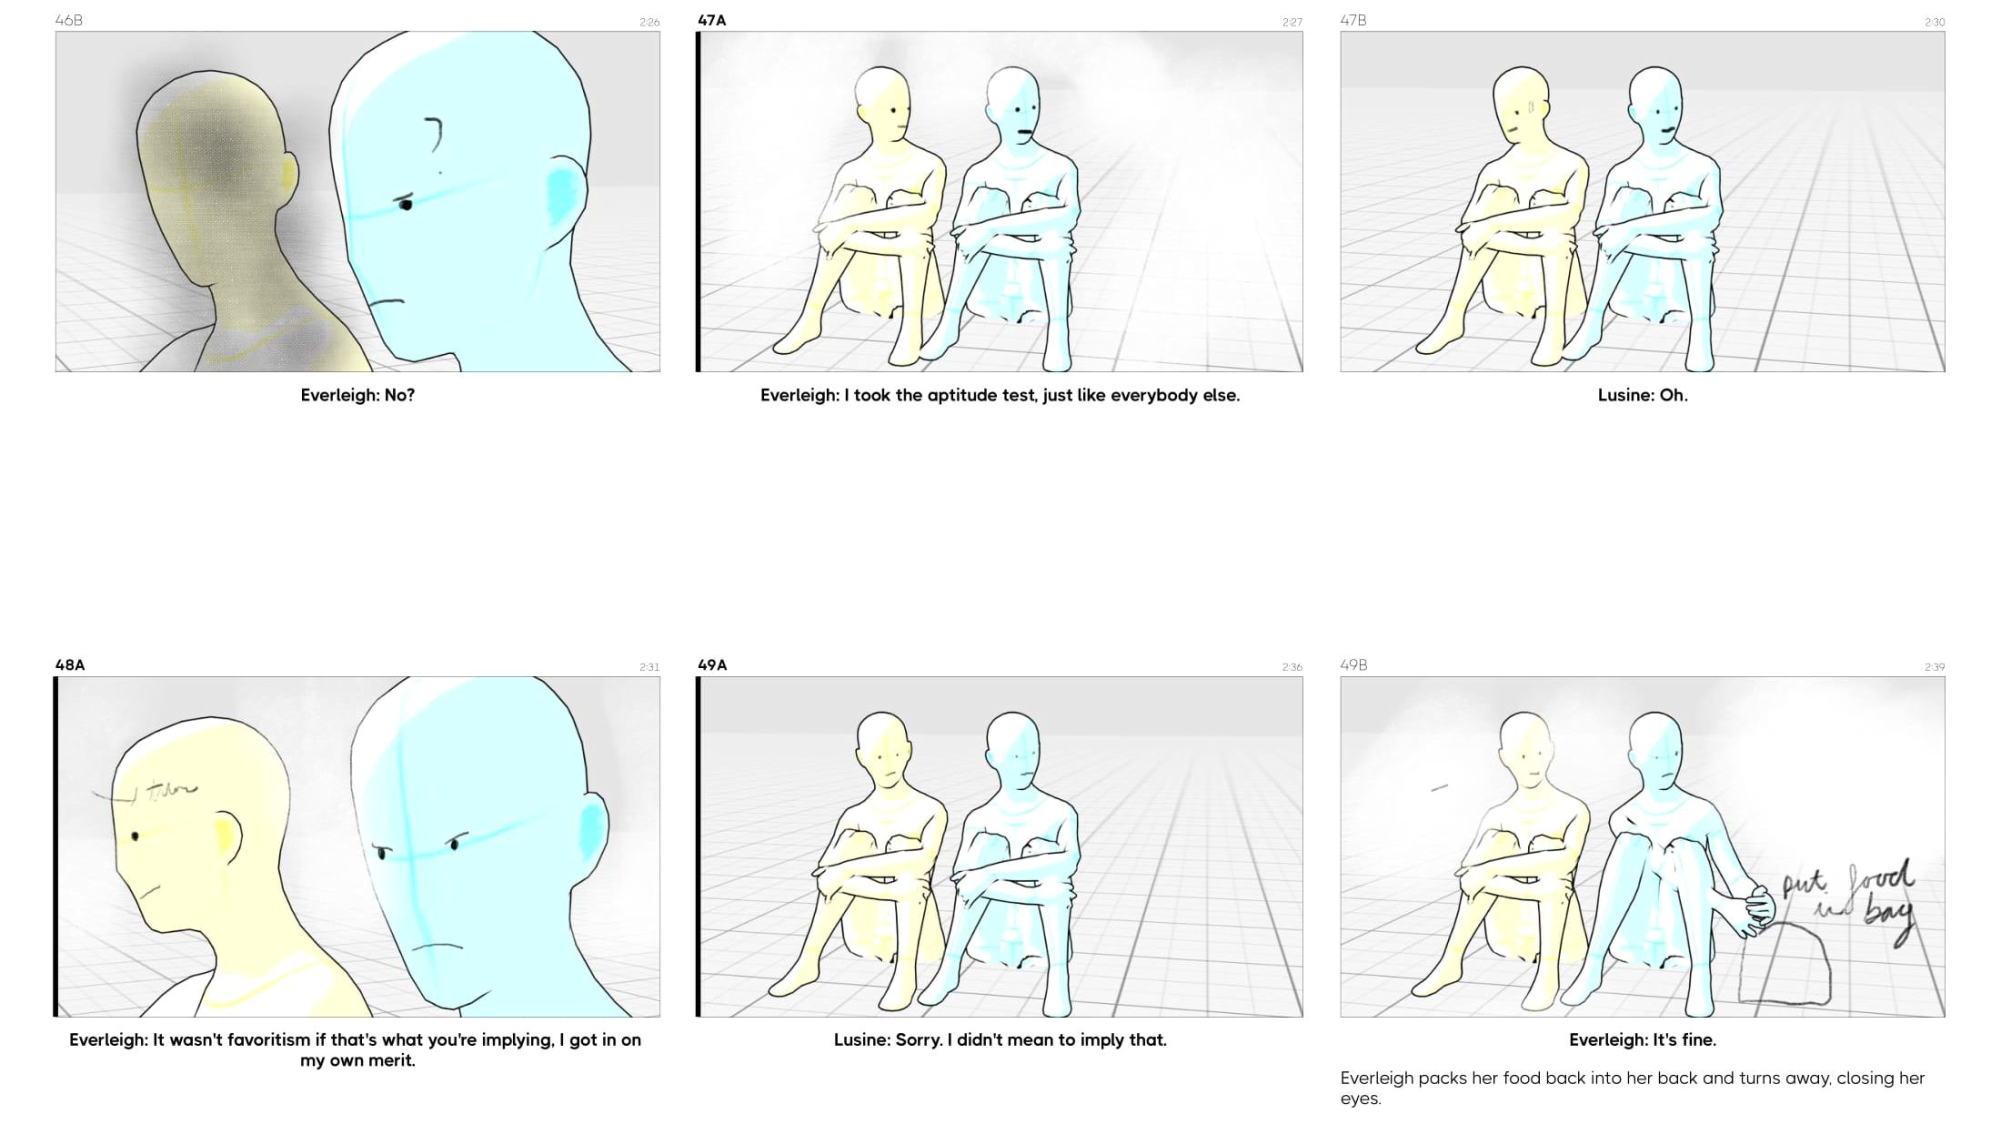 46B
2:26
Everleigh: No?
47A
2:27
Everleigh: I took the aptitude test, just like everybody else.
47B
2:30
Lusine: Oh.
48A
2:31
Everleigh: It wasn't favoritism if that's what you're implying, I got in on
my own merit.
49A
2:36
Lusine: Sorry. I didn't mean to imply that.
49B
2:39
put food
in bag
Everleigh: It's fine.
Everleigh packs her food back into her back and turns away, closing her
eyes.